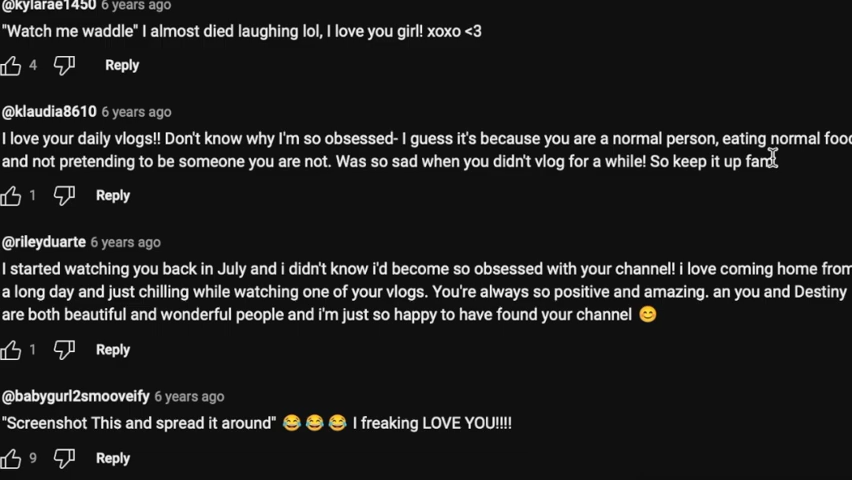 @kylarae1450 6 years ago
"Watch me waddle" I almost died laughing lol, I love you girl! xoxo <3
4 Reply
@klaudia8610 6 years ago
I love your daily vlogs!! Don't know why I'm so obsessed- I guess it's because you are a normal person, eating normal food
and not pretending to be someone you are not. Was so sad when you didn't vlog for a while! So keep it up fam
1 Reply
@rileyduarte 6 years ago
I started watching you back in July and i didn't know i'd become so obsessed with your channel! i love coming home from
a long day and just chilling while watching one of your vlogs. You're always so positive and amazing. an you and Destiny
are both beautiful and wonderful people and i'm just so happy to have found your channel 😊
1 Reply
@babygurl2smooveify 6 years ago
"Screenshot This and spread it around" 😂 😂 😂 I freaking LOVE YOU!!!!
9 Reply